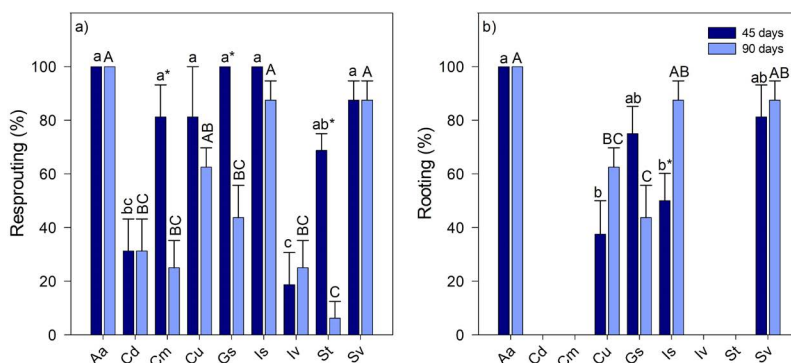 a)
a A
bc BC
a* BC
a AB
a* BC
a A
c BC
ab* C
a A
100
80
60
40
20
0
Resprouting (%)
Aa Cd Cm Cu Gs Is Iv St Sv
b)
45 days
90 days
a A
b BC
ab C
b* AB
ab AB
100
80
60
40
20
0
Rooting (%)
Aa Cd Cm Cu Gs Is Iv St Sv